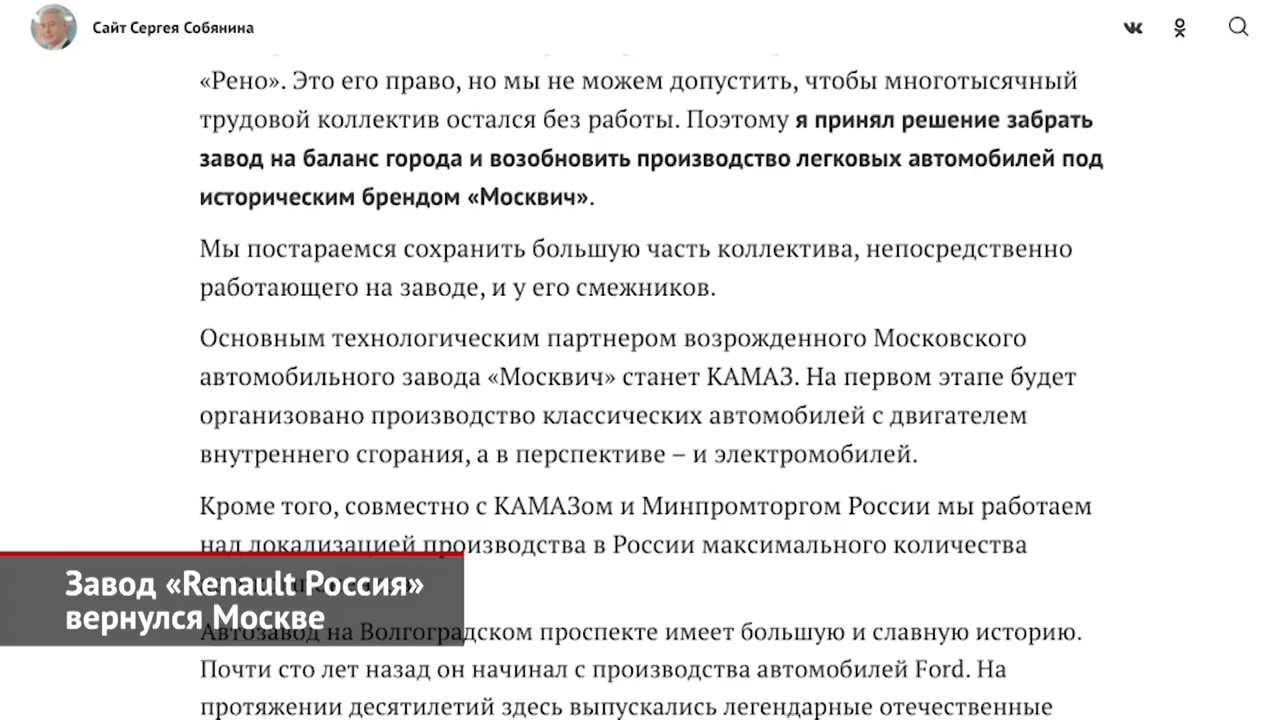 Сайт Сергея Собянина
«Рено». Это его право, но мы не можем допустить, чтобы многотысячный
трудовой коллектив остался без работы. Поэтому я принял решение забрать
завод на баланс города и возобновить производство легковых автомобилей под
историческим брендом «Москвич».
Мы постараемся сохранить большую часть коллектива, непосредственно
работающего на заводе, и у его смежников.
Основным технологическим партнером возрожденного Московского
автомобильного завода «Москвич» станет КАМАЗ. На первом этапе будет
организовано производство классических автомобилей с двигателем
внутреннего сгорания, а в перспективе – и электромобилей.
Кроме того, совместно с КАМАЗом и Минпромторгом России мы работаем
над локализацией производства в России максимального количества
Завод «Renault Россия»
вернулся Москве
Автозавод на Волгоградском проспекте имеет большую и славную историю.
Почти сто лет назад он начинал с производства автомобилей Ford. На
протяжении десятилетий здесь выпускались легендарные отечественные